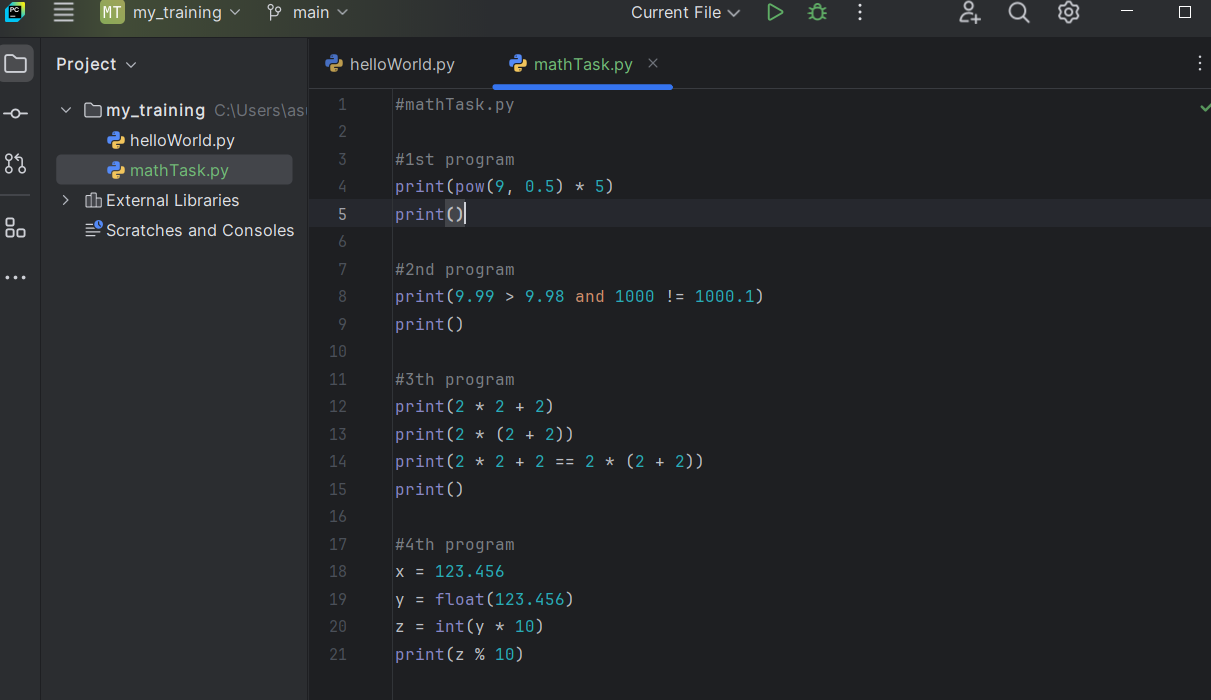 PC MT my_training main Current File
Project
helloWorld.py mathTask.py
my_training C:\Users\asu
helloWorld.py
mathTask.py
External Libraries
Scratches and Consoles
1 #mathTask.py
2
3 #1st program
4 print(pow(9, 0.5) * 5)
5 print()
6
7 #2nd program
8 print(9.99 > 9.98 and 1000 != 1000.1)
9 print()
10
11 #3th program
12 print(2 * 2 + 2)
13 print(2 * (2 + 2))
14 print(2 * 2 + 2 == 2 * (2 + 2))
15 print()
16
17 #4th program
18 x = 123.456
19 y = float(123.456)
20 z = int(y * 10)
21 print(z % 10)